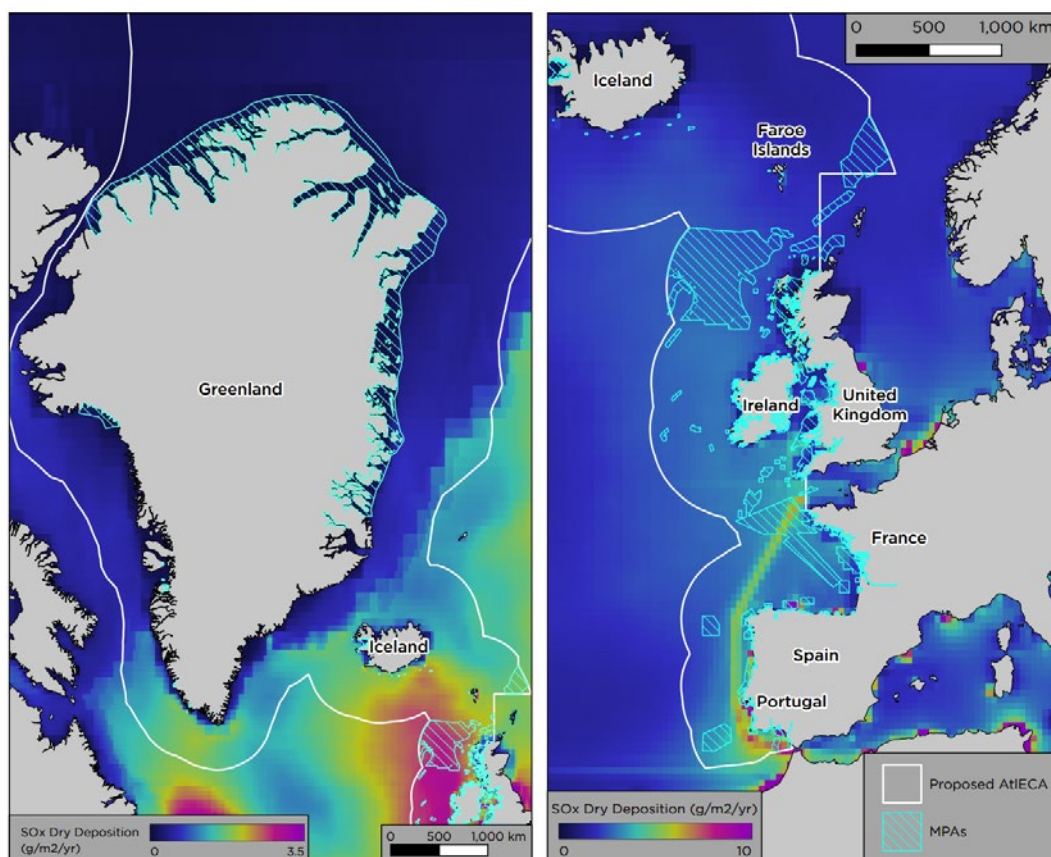 Greenland
Iceland
SOx Dry Deposition
(g/m2/yr)
0
3.5
0 500 1,000 km
0 500 1,000 km
Iceland
Faroe
Islands
Ireland
United
Kingdom
France
Spain
Portugal
SOx Dry Deposition (g/m2/yr)
0
10
Proposed AtlECA
MPAs